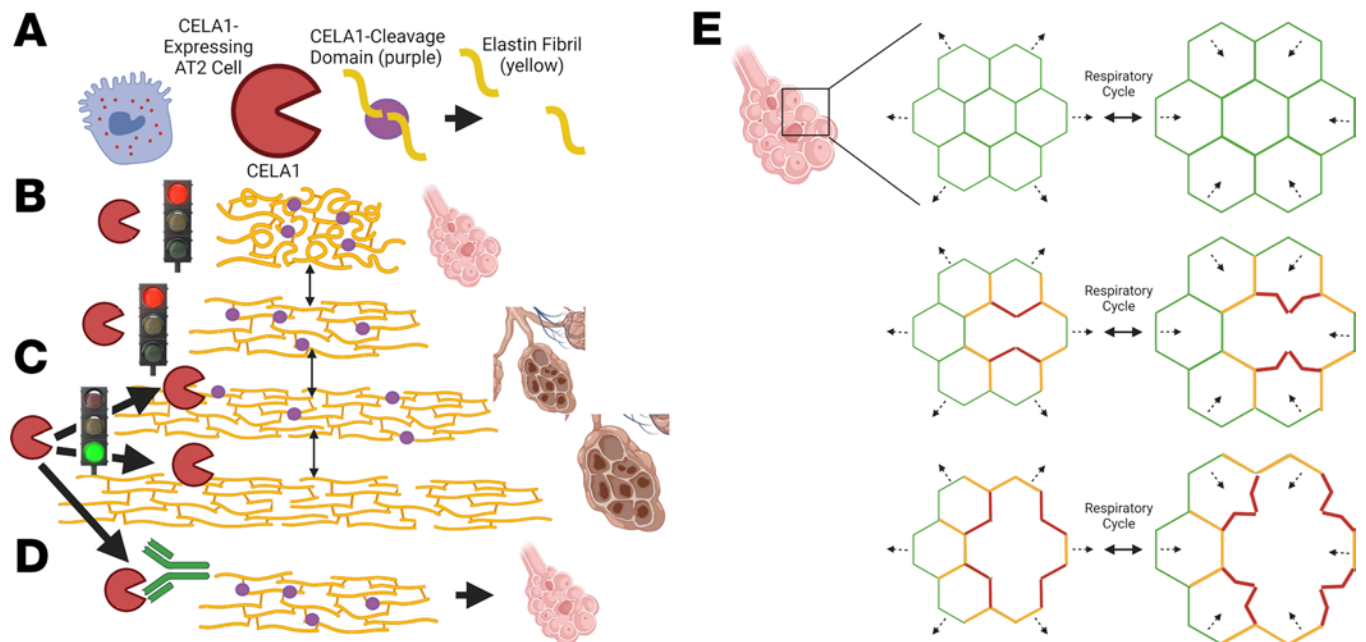 A
CELA1-
Expressing
AT2 Cell
CELA1-Cleavage
Domain (purple)
Elastin Fibril
(yellow)
CELA1
B
C
D
E
Respiratory
Cycle
Respiratory
Cycle
Respiratory
Cycle